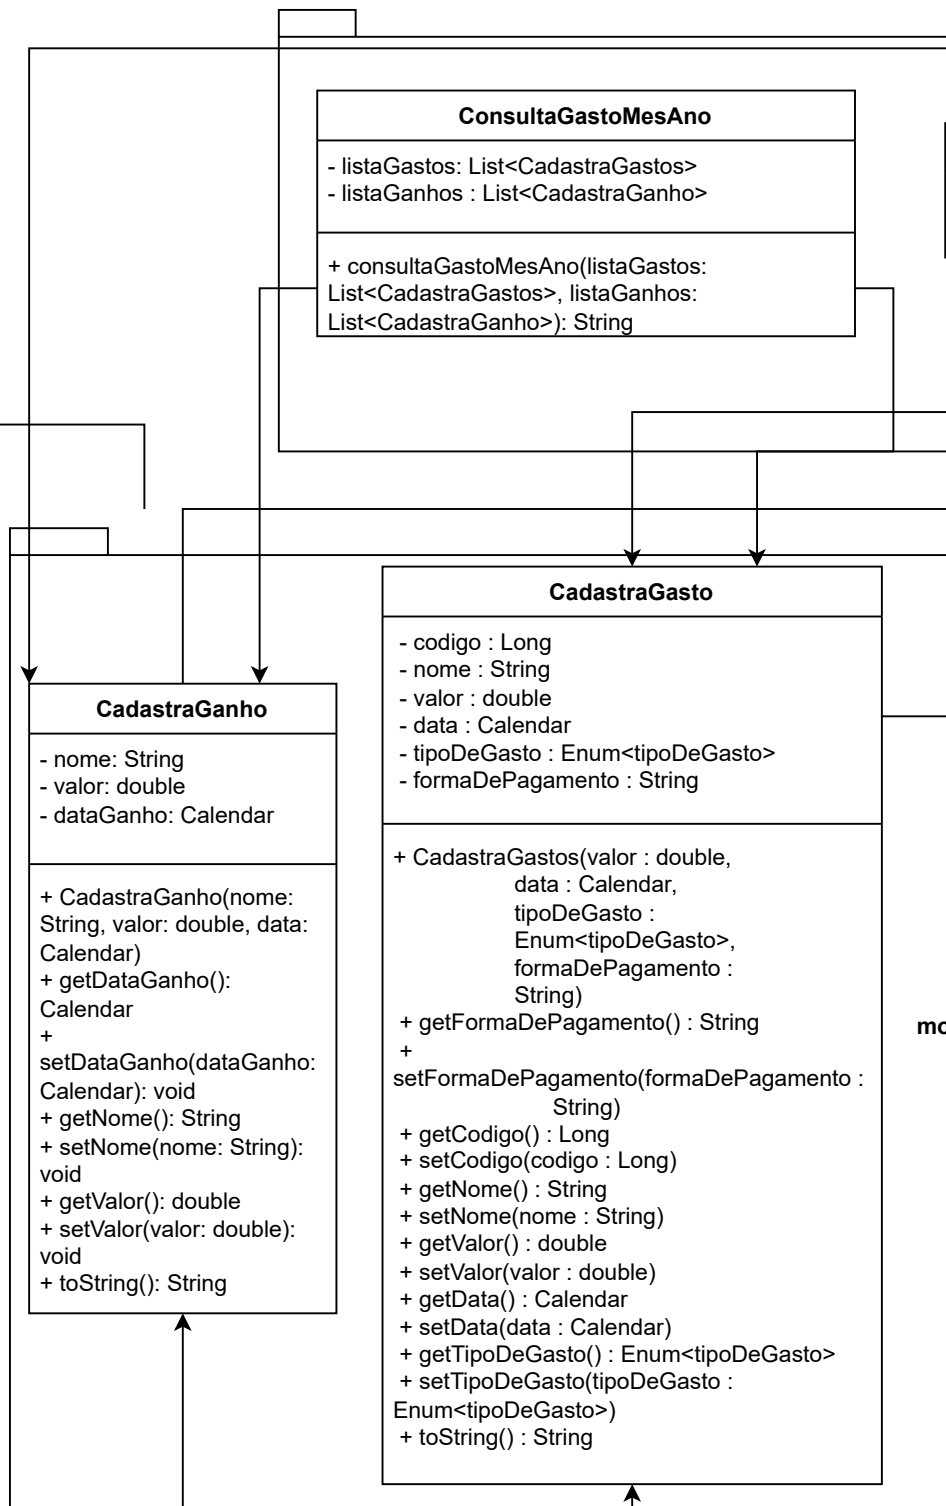 ConsultaGastoMesAno
- listaGastos: List<CadastraGastos>
- listaGanhos : List<CadastraGanho>
+ consultaGastoMesAno(listaGastos:
List<CadastraGastos>, listaGanhos:
List<CadastraGanho>): String
CadastraGanho
- nome: String
- valor: double
- dataGanho: Calendar
+ CadastraGanho(nome:
String, valor: double, data:
Calendar)
+ getDataGanho():
Calendar
+
setDataGanho(dataGanho:
Calendar): void
+ getNome(): String
+ setNome(nome: String):
void
+ getValor(): double
+ setValor(valor: double):
void
+ toString(): String
CadastraGasto
- codigo : Long
- nome : String
- valor : double
- data : Calendar
- tipoDeGasto : Enum<tipoDeGasto>
- formaDePagamento : String
+ CadastraGastos(valor : double,
data : Calendar,
tipoDeGasto :
Enum<tipoDeGasto>,
formaDePagamento :
String)
+ getFormaDePagamento() : String
+
setFormaDePagamento(formaDePagamento :
String)
+ getCodigo() : Long
+ setCodigo(codigo : Long)
+ getNome() : String
+ setNome(nome : String)
+ getValor() : double
+ setValor(valor : double)
+ getData() : Calendar
+ setData(data : Calendar)
+ getTipoDeGasto() : Enum<tipoDeGasto>
+ setTipoDeGasto(tipoDeGasto :
Enum<tipoDeGasto>)
+ toString() : String